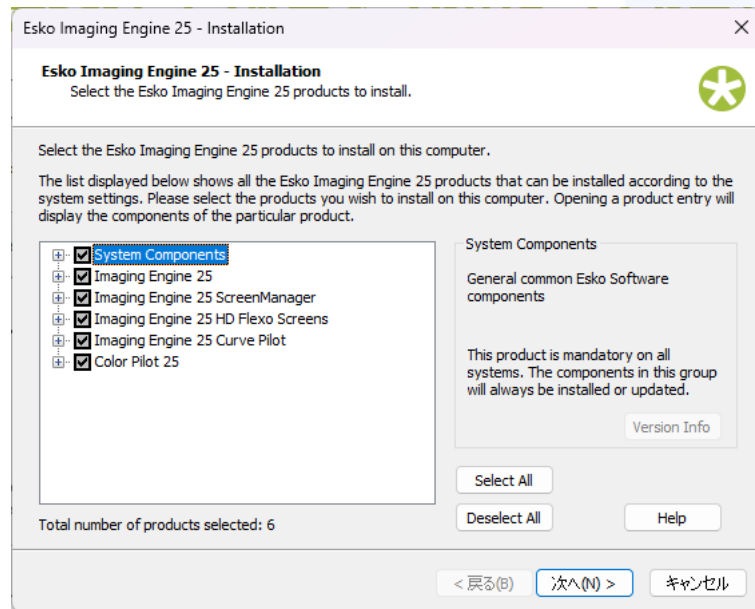 Esko Imaging Engine 25 - Installation
Esko Imaging Engine 25 - Installation
Select the Esko Imaging Engine 25 products to install.
Select the Esko Imaging Engine 25 products to install on this computer.
The list displayed below shows all the Esko Imaging Engine 25 products that can be installed according to the
system settings. Please select the products you wish to install on this computer. Opening a product entry will
display the components of the particular product.
System Components
Imaging Engine 25
Imaging Engine 25 ScreenManager
Imaging Engine 25 HD Flexo Screens
Imaging Engine 25 Curve Pilot
Color Pilot 25
System Components
General common Esko Software
components
This product is mandatory on all
systems. The components in this group
will always be installed or updated.
Version Info
Select All
Deselect All
Help
Total number of products selected: 6
< 戻る(B)
次へ(N) >
キャンセル